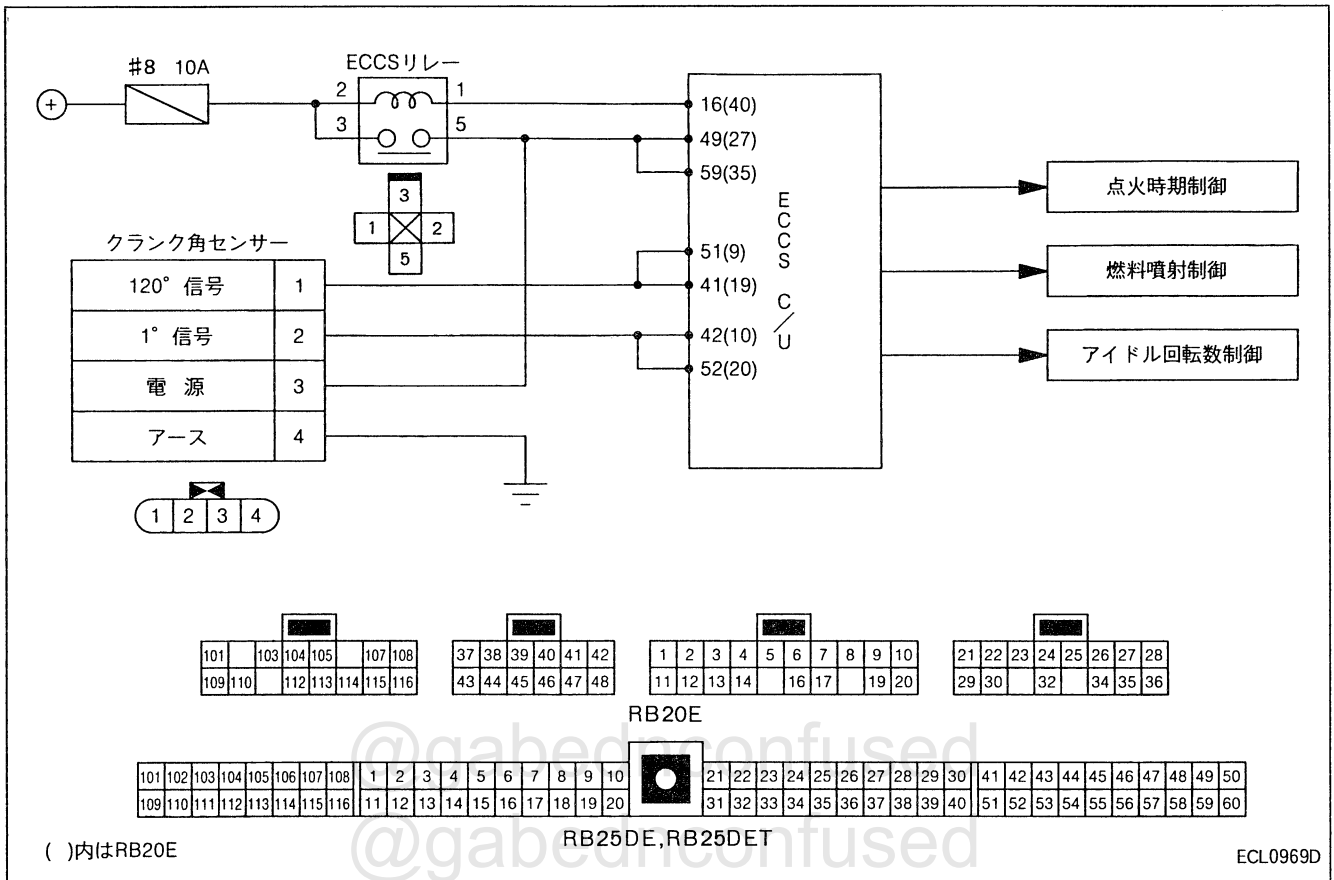 #8 10A
ECCSリレー
2 1
3 5
3
1 2
5
16(40)
49(27)
59(35)
51(9)
41(19)
42(10)
52(20)
ECCS C/U
点火時期制御
燃料噴射制御
アイドル回転数制御
クランク角センサー
120° 信号 1
1° 信号 2
電 源 3
アース 4
1 2 3 4
101 103 104 105 107 108
109 110 112 113 114 115 116
37 38 39 40 41 42
43 44 45 46 47 48
1 2 3 4 5 6 7 8 9 10
11 12 13 14 16 17 19 20
21 22 23 24 25 26 27 28
29 30 32 34 35 36
RB20E
@gabednconfused
101 102 103 104 105 106 107 108 1 2 3 4 5 6 7 8 9 10 21 22 23 24 25 26 27 28 29 30 41 42 43 44 45 46 47 48 49 50
109 110 111 112 113 114 115 116 11 12 13 14 15 16 17 18 19 20 31 32 33 34 35 36 37 38 39 40 51 52 53 54 55 56 57 58 59 60
RB25DE,RB25DET
@gabednconfused
( )内はRB20E
ECL0969D